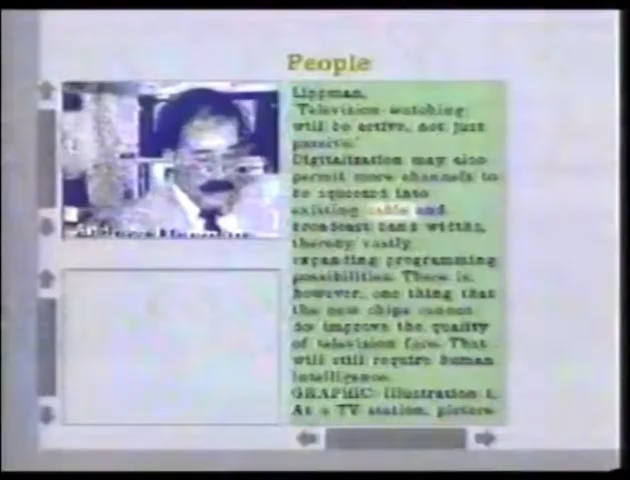 People
Lippman.
'Television watching
will be active, not just
passive.'
Digitalization may also
permit more channels to
be squeezed into
existing cable and
broadcast band widths,
thereby vastly
expanding programming
possibilities. There is,
however, one thing that
the new chips cannot
do: improve the quality
of television fare. That
will still require human
intelligence.
GRAPHIC: Illustration 1,
At a TV station, picture